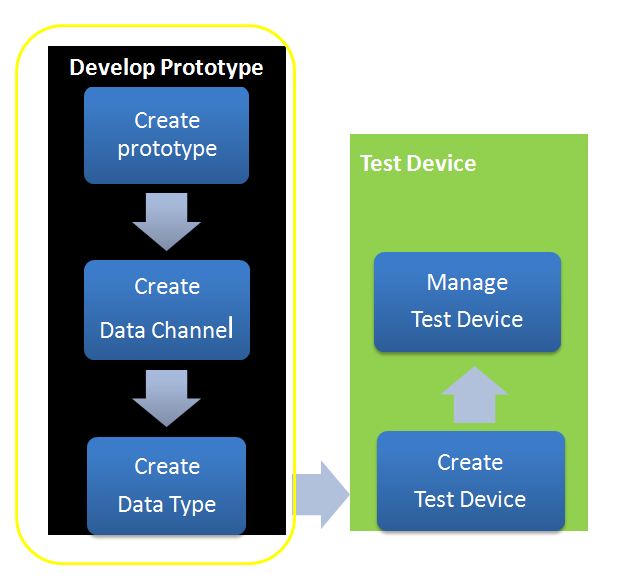 Develop Prototype
Create
prototype
Create
Data Channel
Create
Data Type
Test Device
Manage
Test Device
Create
Test Device